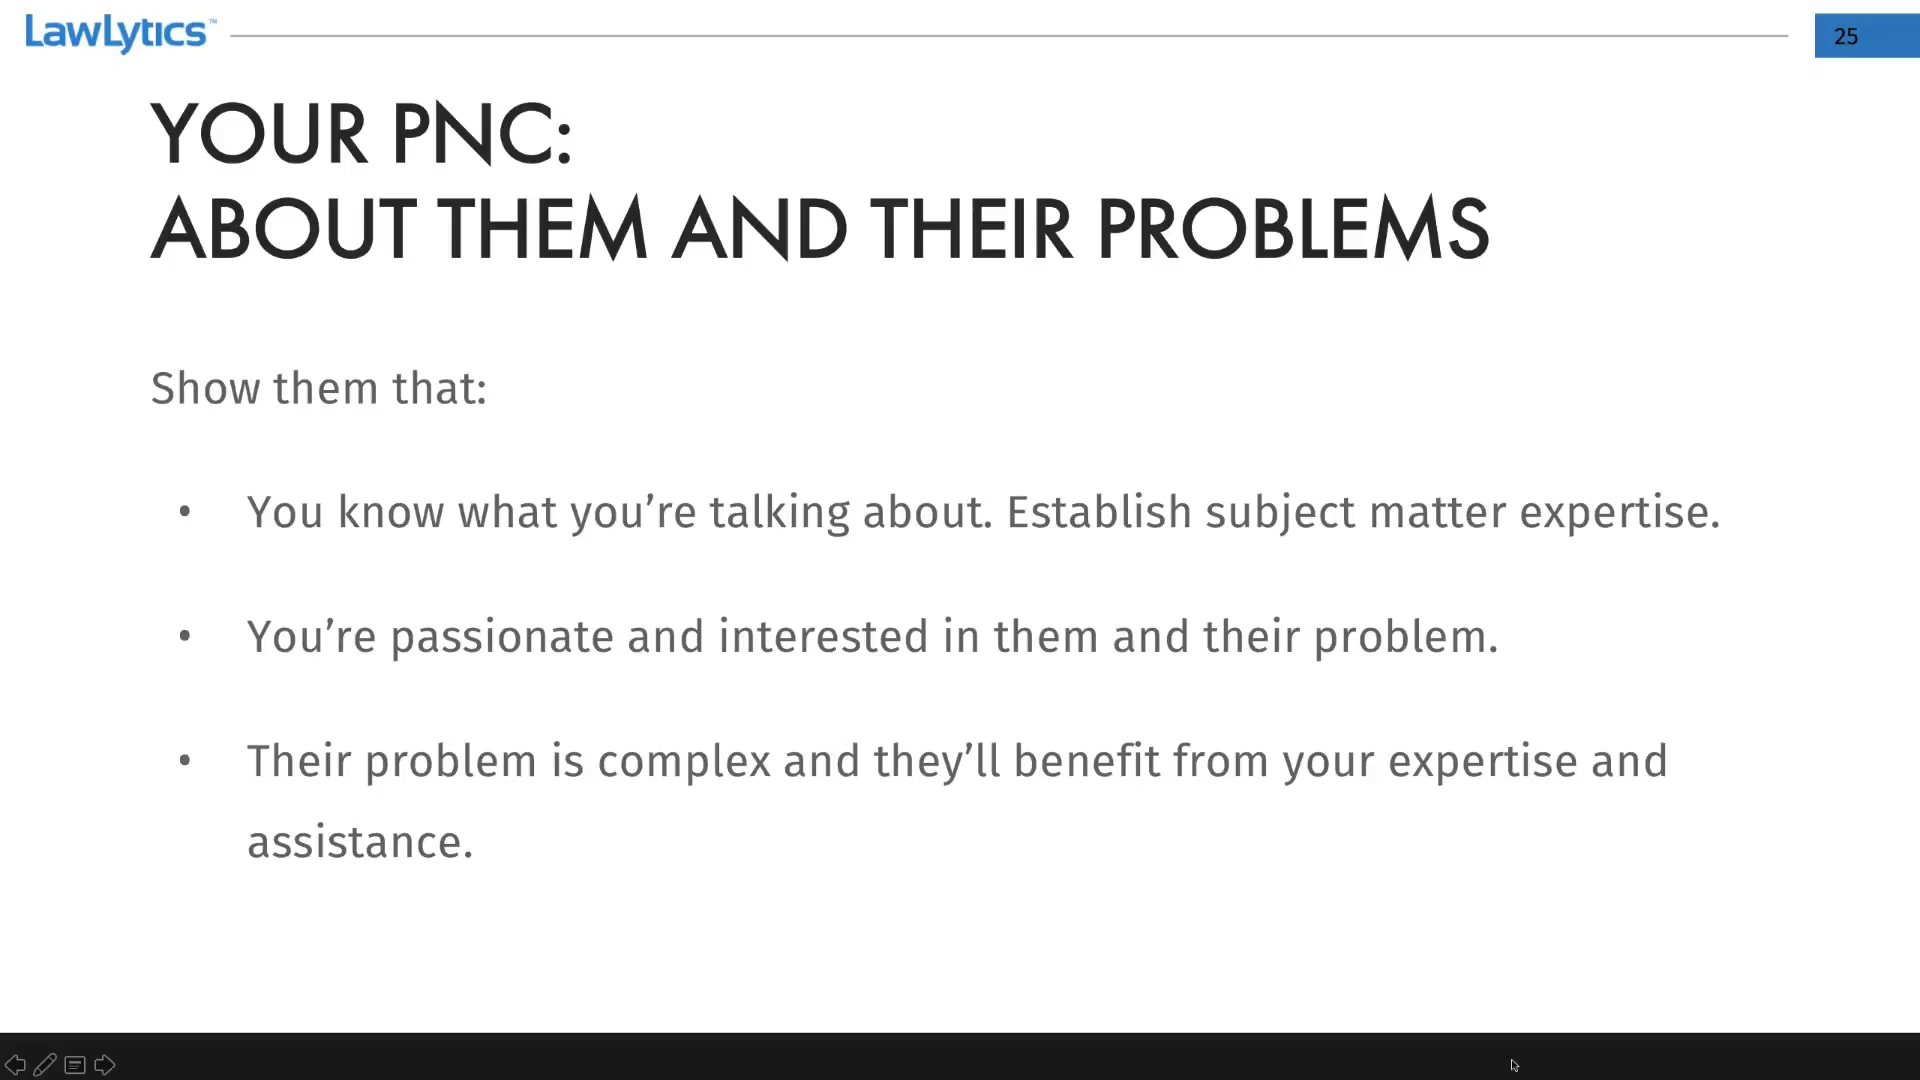 LawLytics™
25
YOUR PNC:
ABOUT THEM AND THEIR PROBLEMS
Show them that:
• You know what you’re talking about. Establish subject matter expertise.
• You’re passionate and interested in them and their problem.
• Their problem is complex and they’ll benefit from your expertise and
assistance.